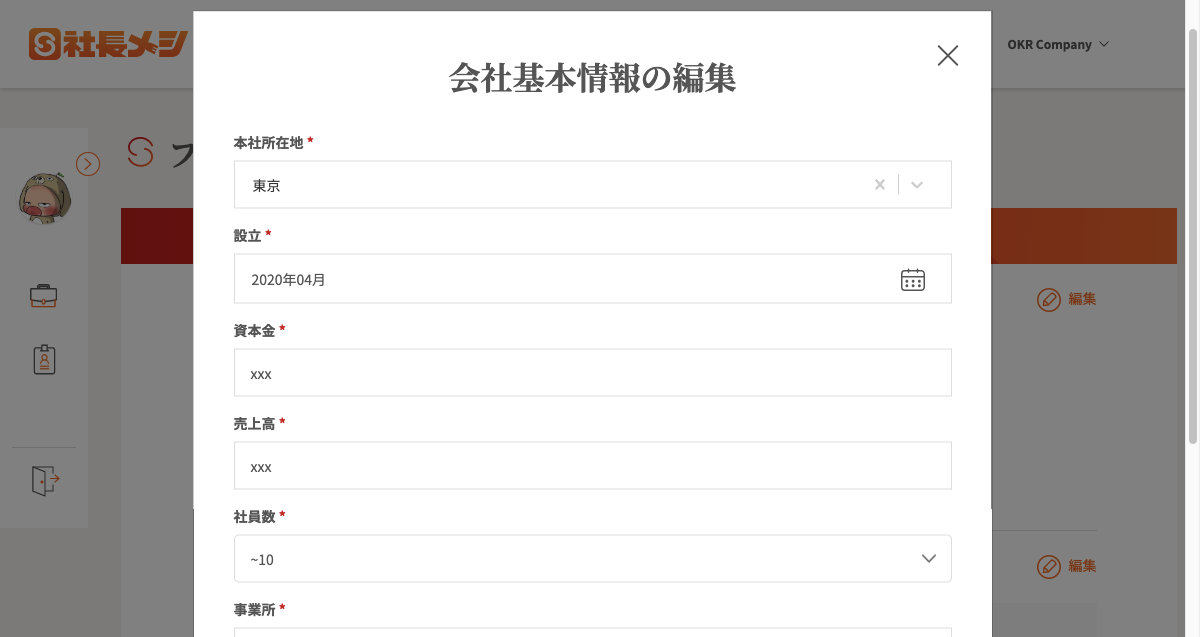 社長メシ
OKR Company
会社基本情報の編集
本社所在地 *
東京
設立 *
2020年04月
資本金 *
xxx
売上高 *
xxx
社員数 *
~10
事業所 *
編集
編集